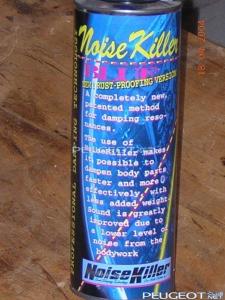 NoiseKiller
BLUE
RUST-PROOFING VERSION
A completely new,
patented method
for damping reso-
nances.
The use of
NoiseKiller makes
it possible to
dampen body parts
faster and more
effectively with
less added weight
Sound is greatly
improved due to
a lower level of
noise from the
bodywork
NoiseKiller
PEUGEOT